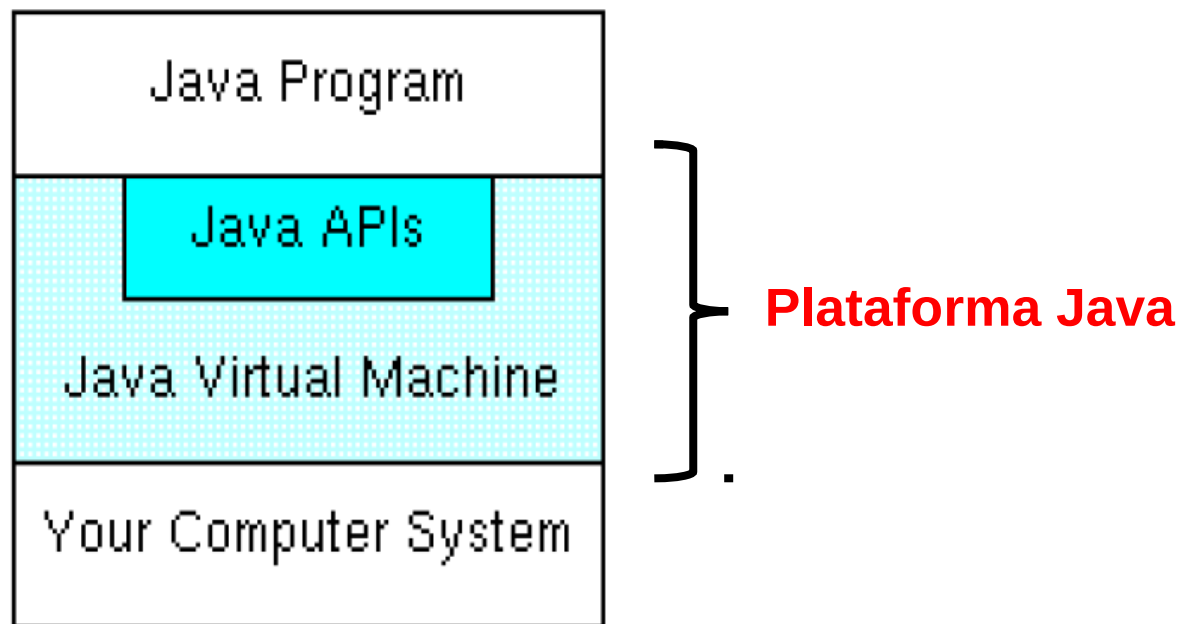 Java Program
Java APIs
Plataforma Java
Java Virtual Machine
.
Your Computer System